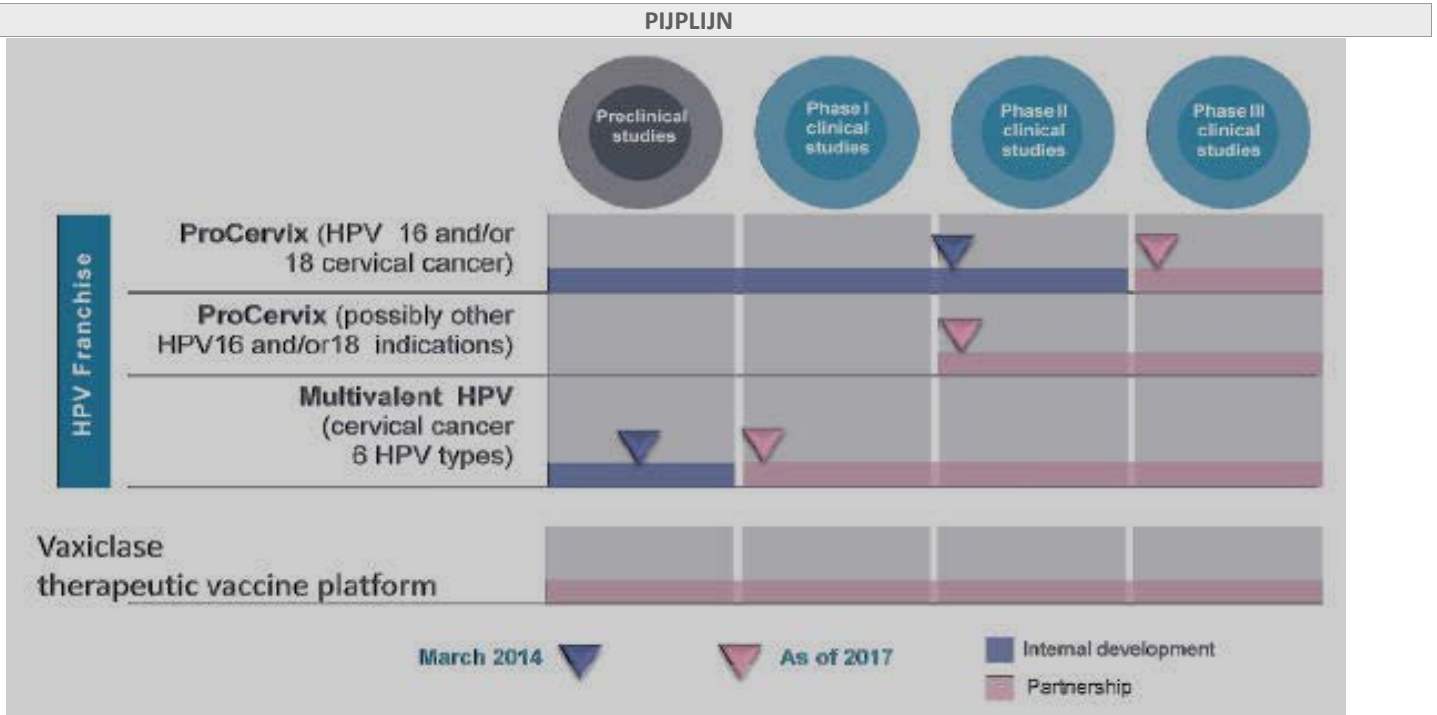 PIJPLIJN
Preclinical
studies
Phase I
clinical
studies
Phase II
clinical
studies
Phase III
clinical
studies
HPV Franchise
ProCervix (HPV 16 and/or
18 cervical cancer)
ProCervix (possibly other
HPV16 and/or18 indications)
Multivalent HPV
(cervical cancer
6 HPV types)
Vaxiclase
therapeutic vaccine platform
March 2014
As of 2017
Internal development
Partnership